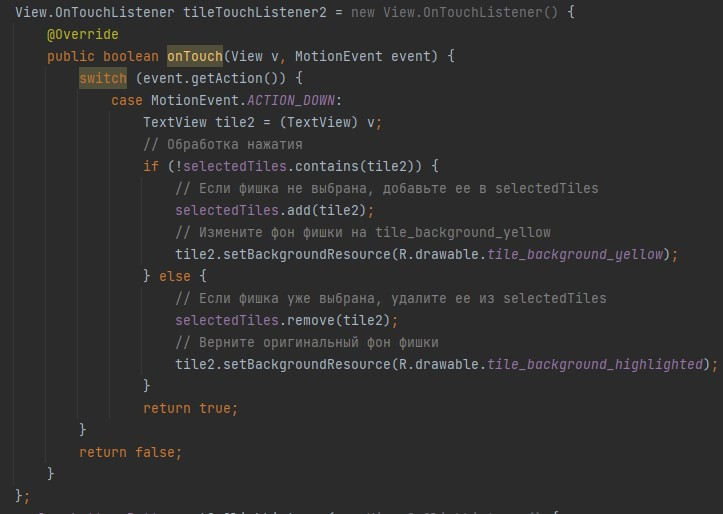 View.OnTouchListener tileTouchListener2 = new View.OnTouchListener() {
@Override
public boolean onTouch(View v, MotionEvent event) {
switch (event.getAction()) {
case MotionEvent.ACTION_DOWN:
TextView tile2 = (TextView) v;
// Обработка нажатия
if (!selectedTiles.contains(tile2)) {
// Если фишка не выбрана, добавьте ее в selectedTiles
selectedTiles.add(tile2);
// Измените фон фишки на tile_background_yellow
tile2.setBackgroundResource(R.drawable.tile_background_yellow);
} else {
// Если фишка уже выбрана, удалите ее из selectedTiles
selectedTiles.remove(tile2);
// Верните оригинальный фон фишки
tile2.setBackgroundResource(R.drawable.tile_background_highlighted);
}
return true;
}
return false;
}
};